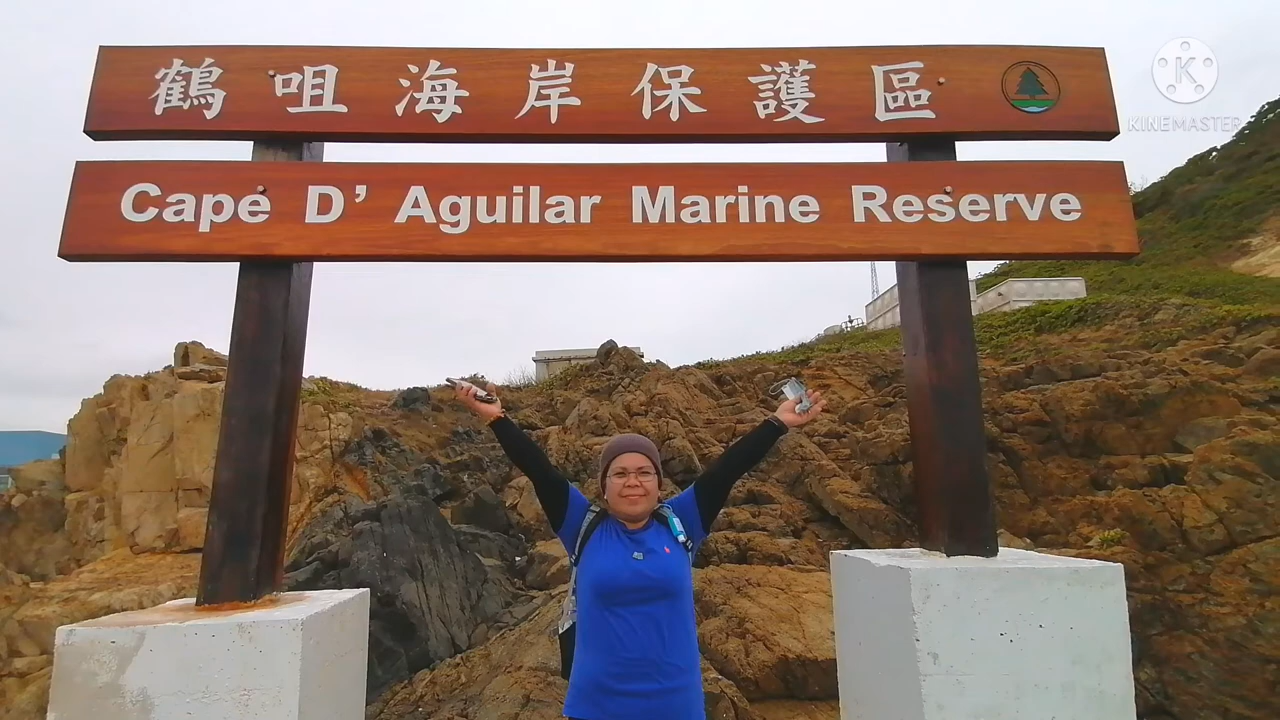 鶴咀海岸保護區
Cape D' Aguilar Marine Reserve
K
KINEMASTER